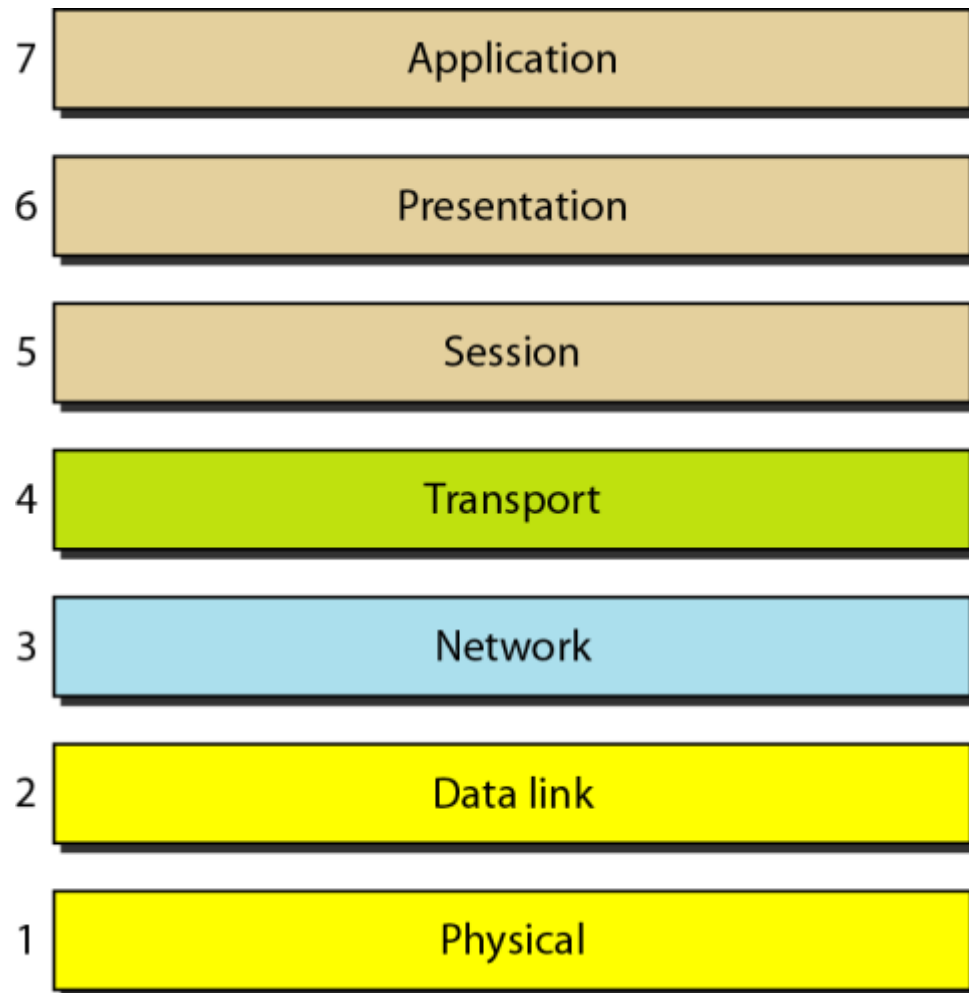 7 Application
6 Presentation
5 Session
4 Transport
3 Network
2 Data link
1 Physical